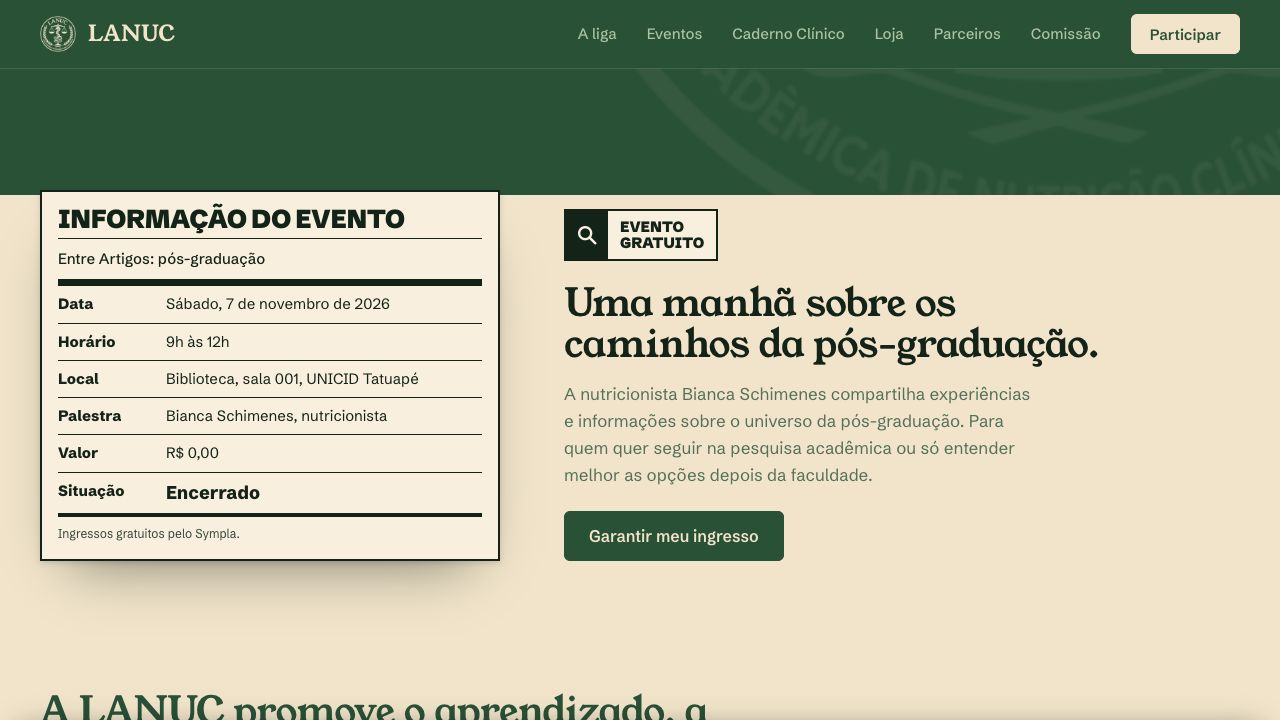 LANUC
A liga
Eventos
Caderno Clínico
Loja
Parceiros
Comissão
Participar
ADÊMICA DE NUTRIÇÃO CLÍN
INFORMAÇÃO DO EVENTO
Entre Artigos: pós-graduação
Data Sábado, 7 de novembro de 2026
Horário 9h às 12h
Local Biblioteca, sala 001, UNICID Tatuapé
Palestra Bianca Schimenes, nutricionista
Valor R$ 0,00
Situação Encerrado
Ingressos gratuitos pelo Sympla.
EVENTO
GRATUITO
Uma manhã sobre os
caminhos da pós-graduação.
A nutricionista Bianca Schimenes compartilha experiências
e informações sobre o universo da pós-graduação. Para
quem quer seguir na pesquisa acadêmica ou só entender
melhor as opções depois da faculdade.
Garantir meu ingresso
A LANUC promove o aprendizado, a